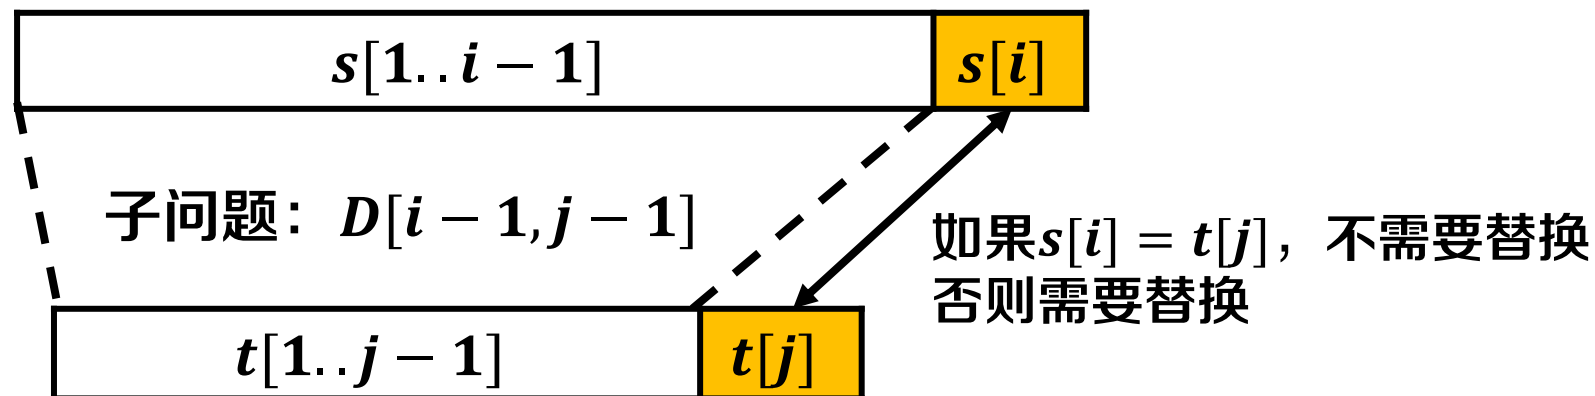 s[1..i − 1]
s[i]
子问题：D[i − 1, j − 1]
如果s[i] = t[j]，不需要替换
否则需要替换
t[1..j − 1]
t[j]